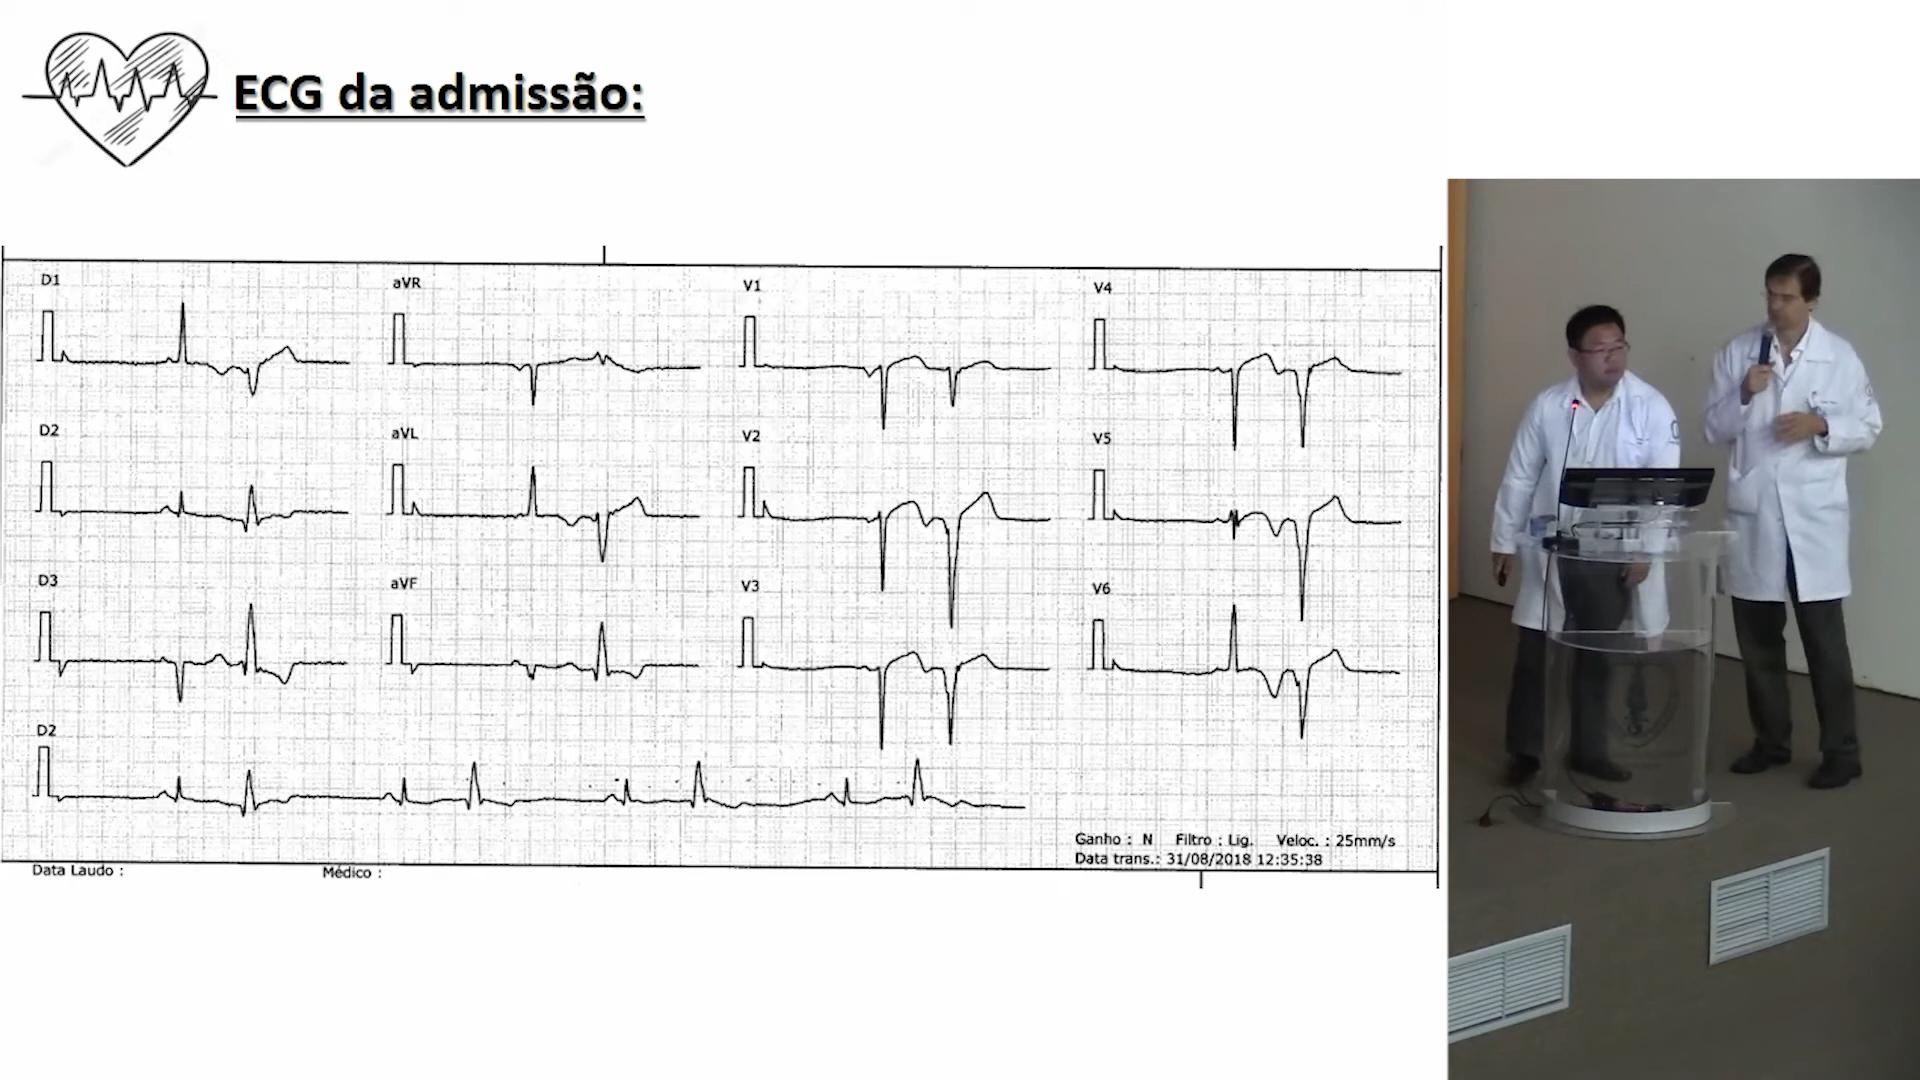 ECG da admissão:
D1
aVR
V1
V4
D2
aVL
V2
V5
D3
aVF
V3
V6
D2
Ganho : N Filtro : Lig. Veloc. : 25mm/s
Data trans.: 31/08/2018 12:35:38
Data Laudo :
Médico :